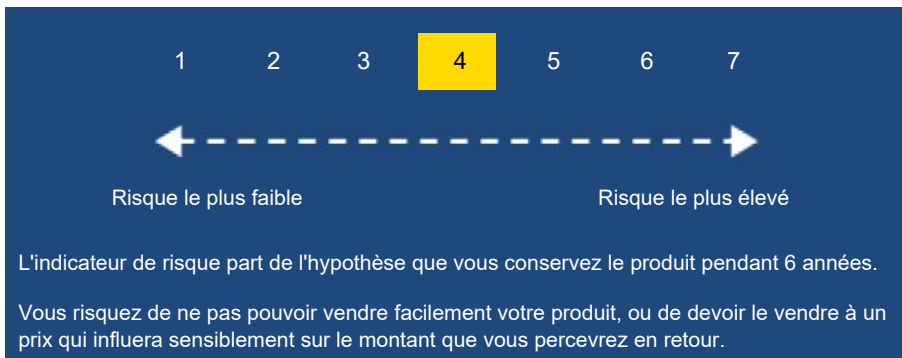 1 2 3 4 5 6 7
Risque le plus faible Risque le plus élevé
L'indicateur de risque part de l'hypothèse que vous conservez le produit pendant 6 années.
Vous risquez de ne pas pouvoir vendre facilement votre produit, ou de devoir le vendre à un
prix qui influera sensiblement sur le montant que vous percevrez en retour.